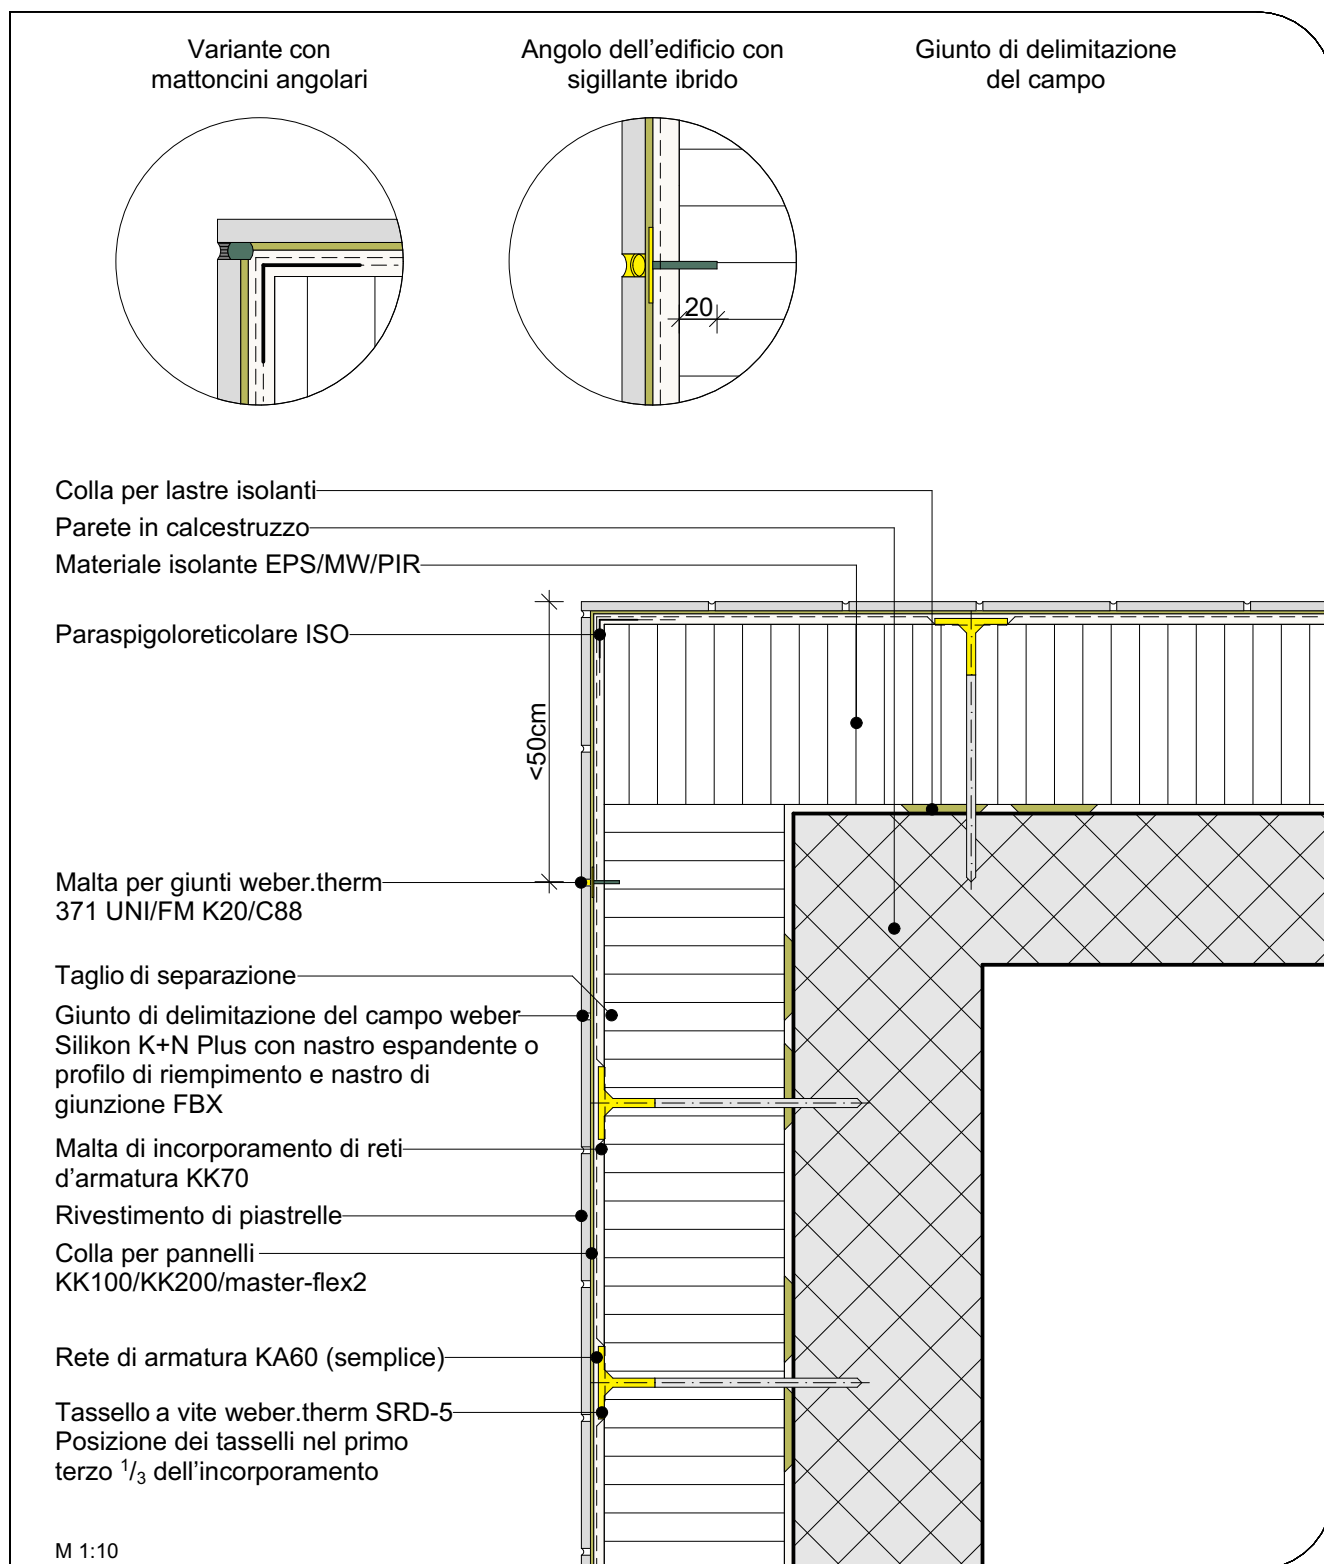 Variante con
mattoncini angolari
Angolo dell’edificio con
sigillante ibrido
Giunto di delimitazione
del campo
20
Colla per lastre isolanti
Parete in calcestruzzo
Materiale isolante EPS/MW/PIR
Paraspigoloreticolare ISO
<50cm
Malta per giunti weber.therm
371 UNI/FM K20/C88
Taglio di separazione
Giunto di delimitazione del campo weber
Silikon K+N Plus con nastro espandente o
profilo di riempimento e nastro di
giunzione FBX
Malta di incorporamento di reti
d’armatura KK70
Rivestimento di piastrelle
Colla per pannelli
KK100/KK200/master-flex2
Rete di armatura KA60 (semplice)
Tassello a vite weber.therm SRD-5
Posizione dei tasselli nel primo
terzo 1/3 dell’incorporamento
M 1:10